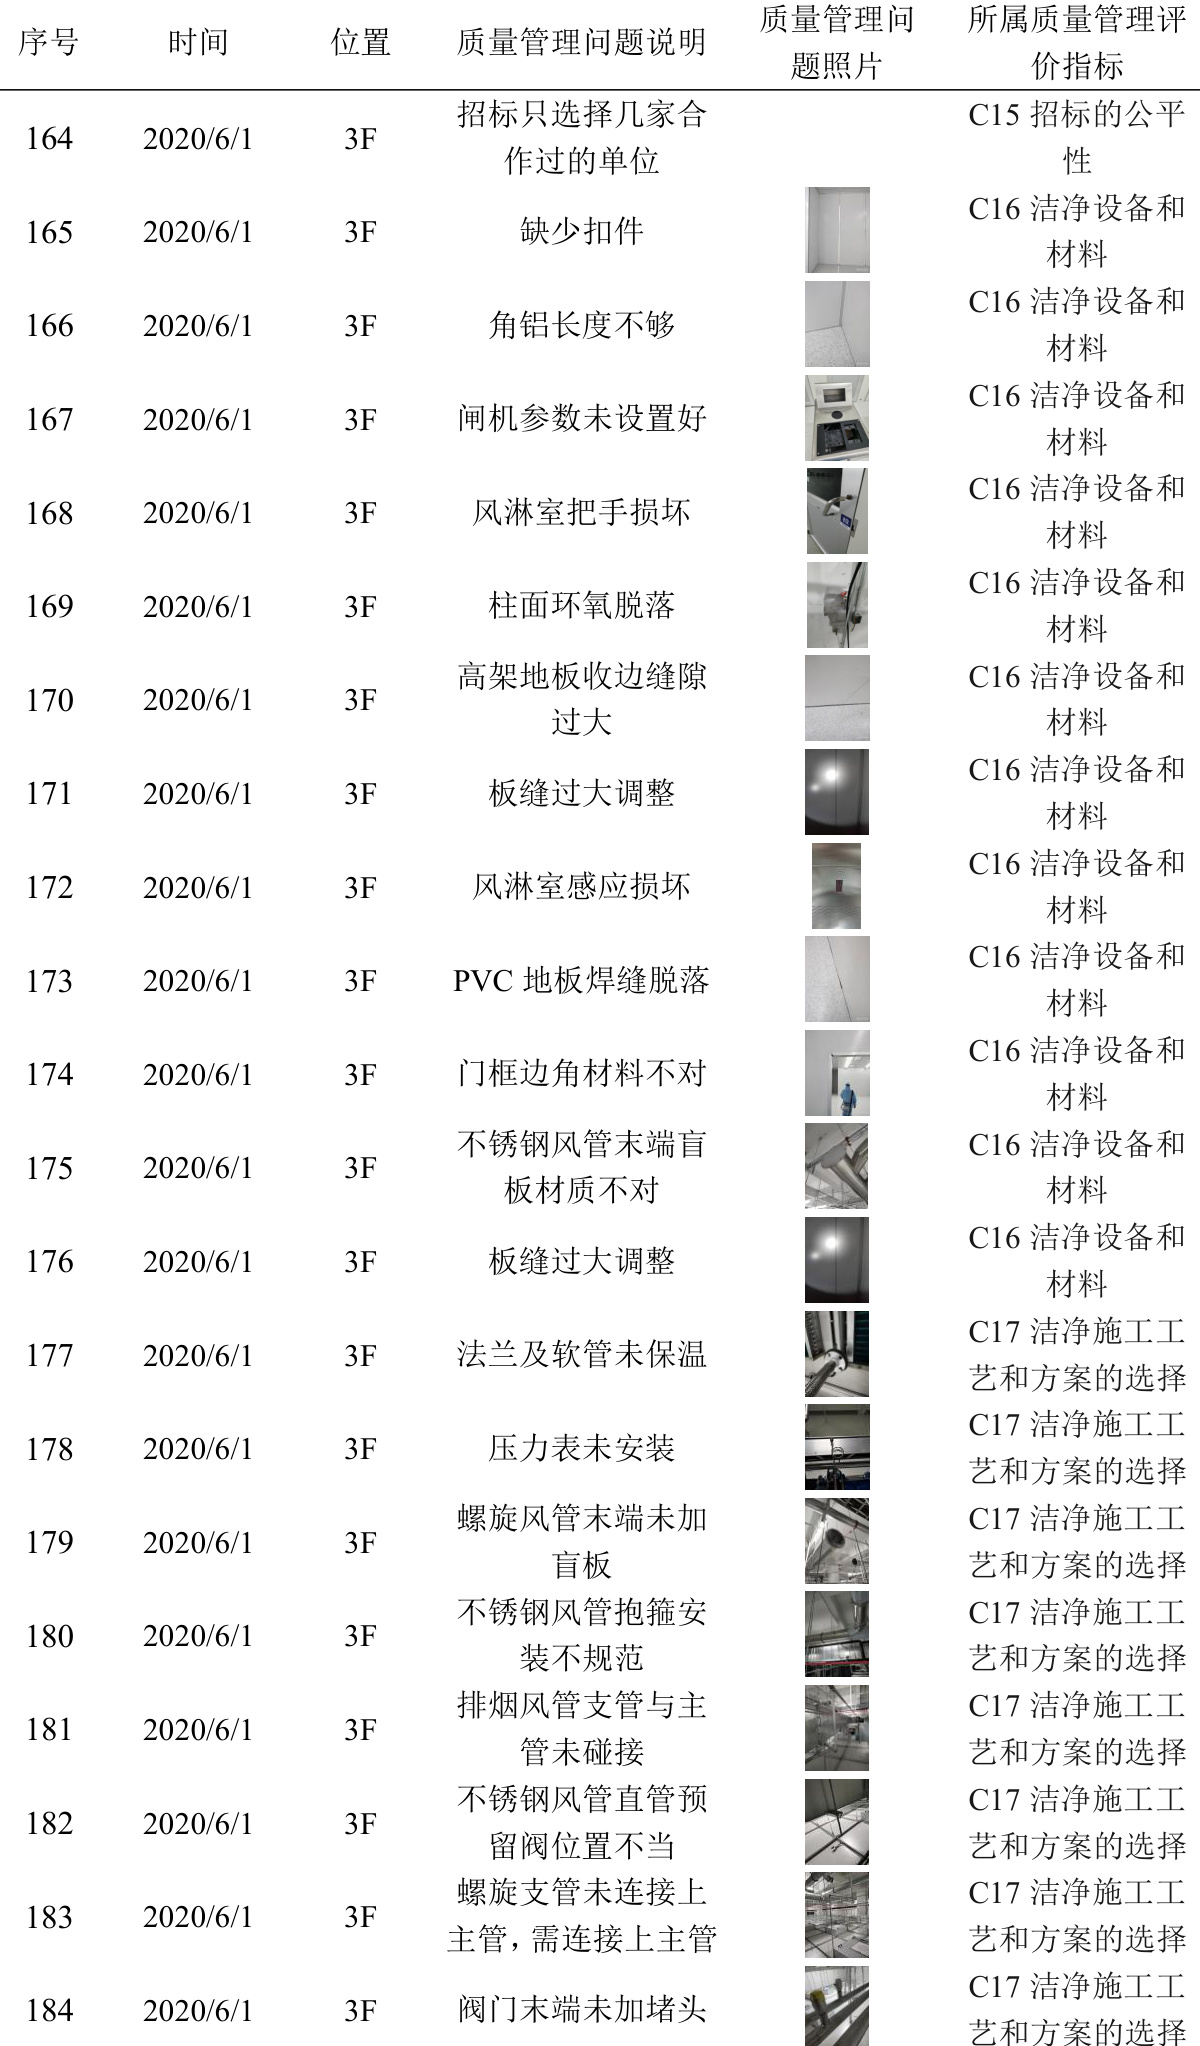 序号 时间 位置 质量管理问题说明 质量管理问 所属质量管理评
题照片 价指标
164 2020/6/1 3F 招标只选择几家合 C15 招标的公平
作过的单位 性
165 2020/6/1 3F 缺少扣件 C16 洁净设备和
材料
166 2020/6/1 3F 角铝长度不够 C16 洁净设备和
材料
167 2020/6/1 3F 闸机参数未设置好 C16 洁净设备和
材料
168 2020/6/1 3F 风淋室把手损坏 C16 洁净设备和
材料
169 2020/6/1 3F 柱面环氧脱落 C16 洁净设备和
材料
170 2020/6/1 3F 高架地板收边缝隙 C16 洁净设备和
过大 材料
171 2020/6/1 3F 板缝过大调整 C16 洁净设备和
材料
172 2020/6/1 3F 风淋室感应损坏 C16 洁净设备和
材料
173 2020/6/1 3F PVC 地板焊缝脱落 C16 洁净设备和
材料
174 2020/6/1 3F 门框边角材料不对 C16 洁净设备和
材料
175 2020/6/1 3F 不锈钢风管末端盲 C16 洁净设备和
板材质不对 材料
176 2020/6/1 3F 板缝过大调整 C16 洁净设备和
材料
177 2020/6/1 3F 法兰及软管未保温 C17 洁净施工工
艺和方案的选择
178 2020/6/1 3F 压力表未安装 C17 洁净施工工
艺和方案的选择
179 2020/6/1 3F 螺旋风管末端未加 C17 洁净施工工
盲板 艺和方案的选择
180 2020/6/1 3F 不锈钢风管抱箍安 C17 洁净施工工
装不规范 艺和方案的选择
181 2020/6/1 3F 排烟风管支管与主 C17 洁净施工工
管未碰接 艺和方案的选择
182 2020/6/1 3F 不锈钢风管直管预 C17 洁净施工工
留阀位置不当 艺和方案的选择
183 2020/6/1 3F 螺旋支管未连接上 C17 洁净施工工
主管，需连接上主管 艺和方案的选择
184 2020/6/1 3F 阀门末端未加堵头 C17 洁净施工工
艺和方案的选择